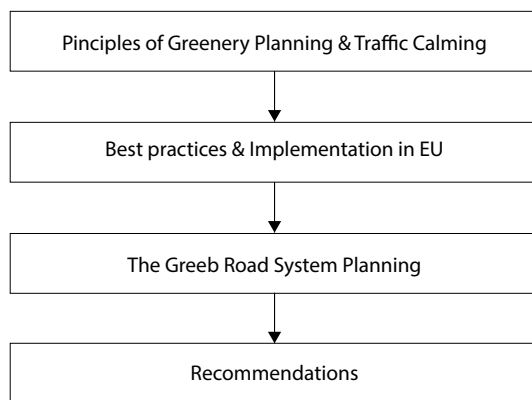 Pinciples of Greenery Planning & Traffic Calming
Best practices & Implementation in EU
The Greeb Road System Planning
Recommendations